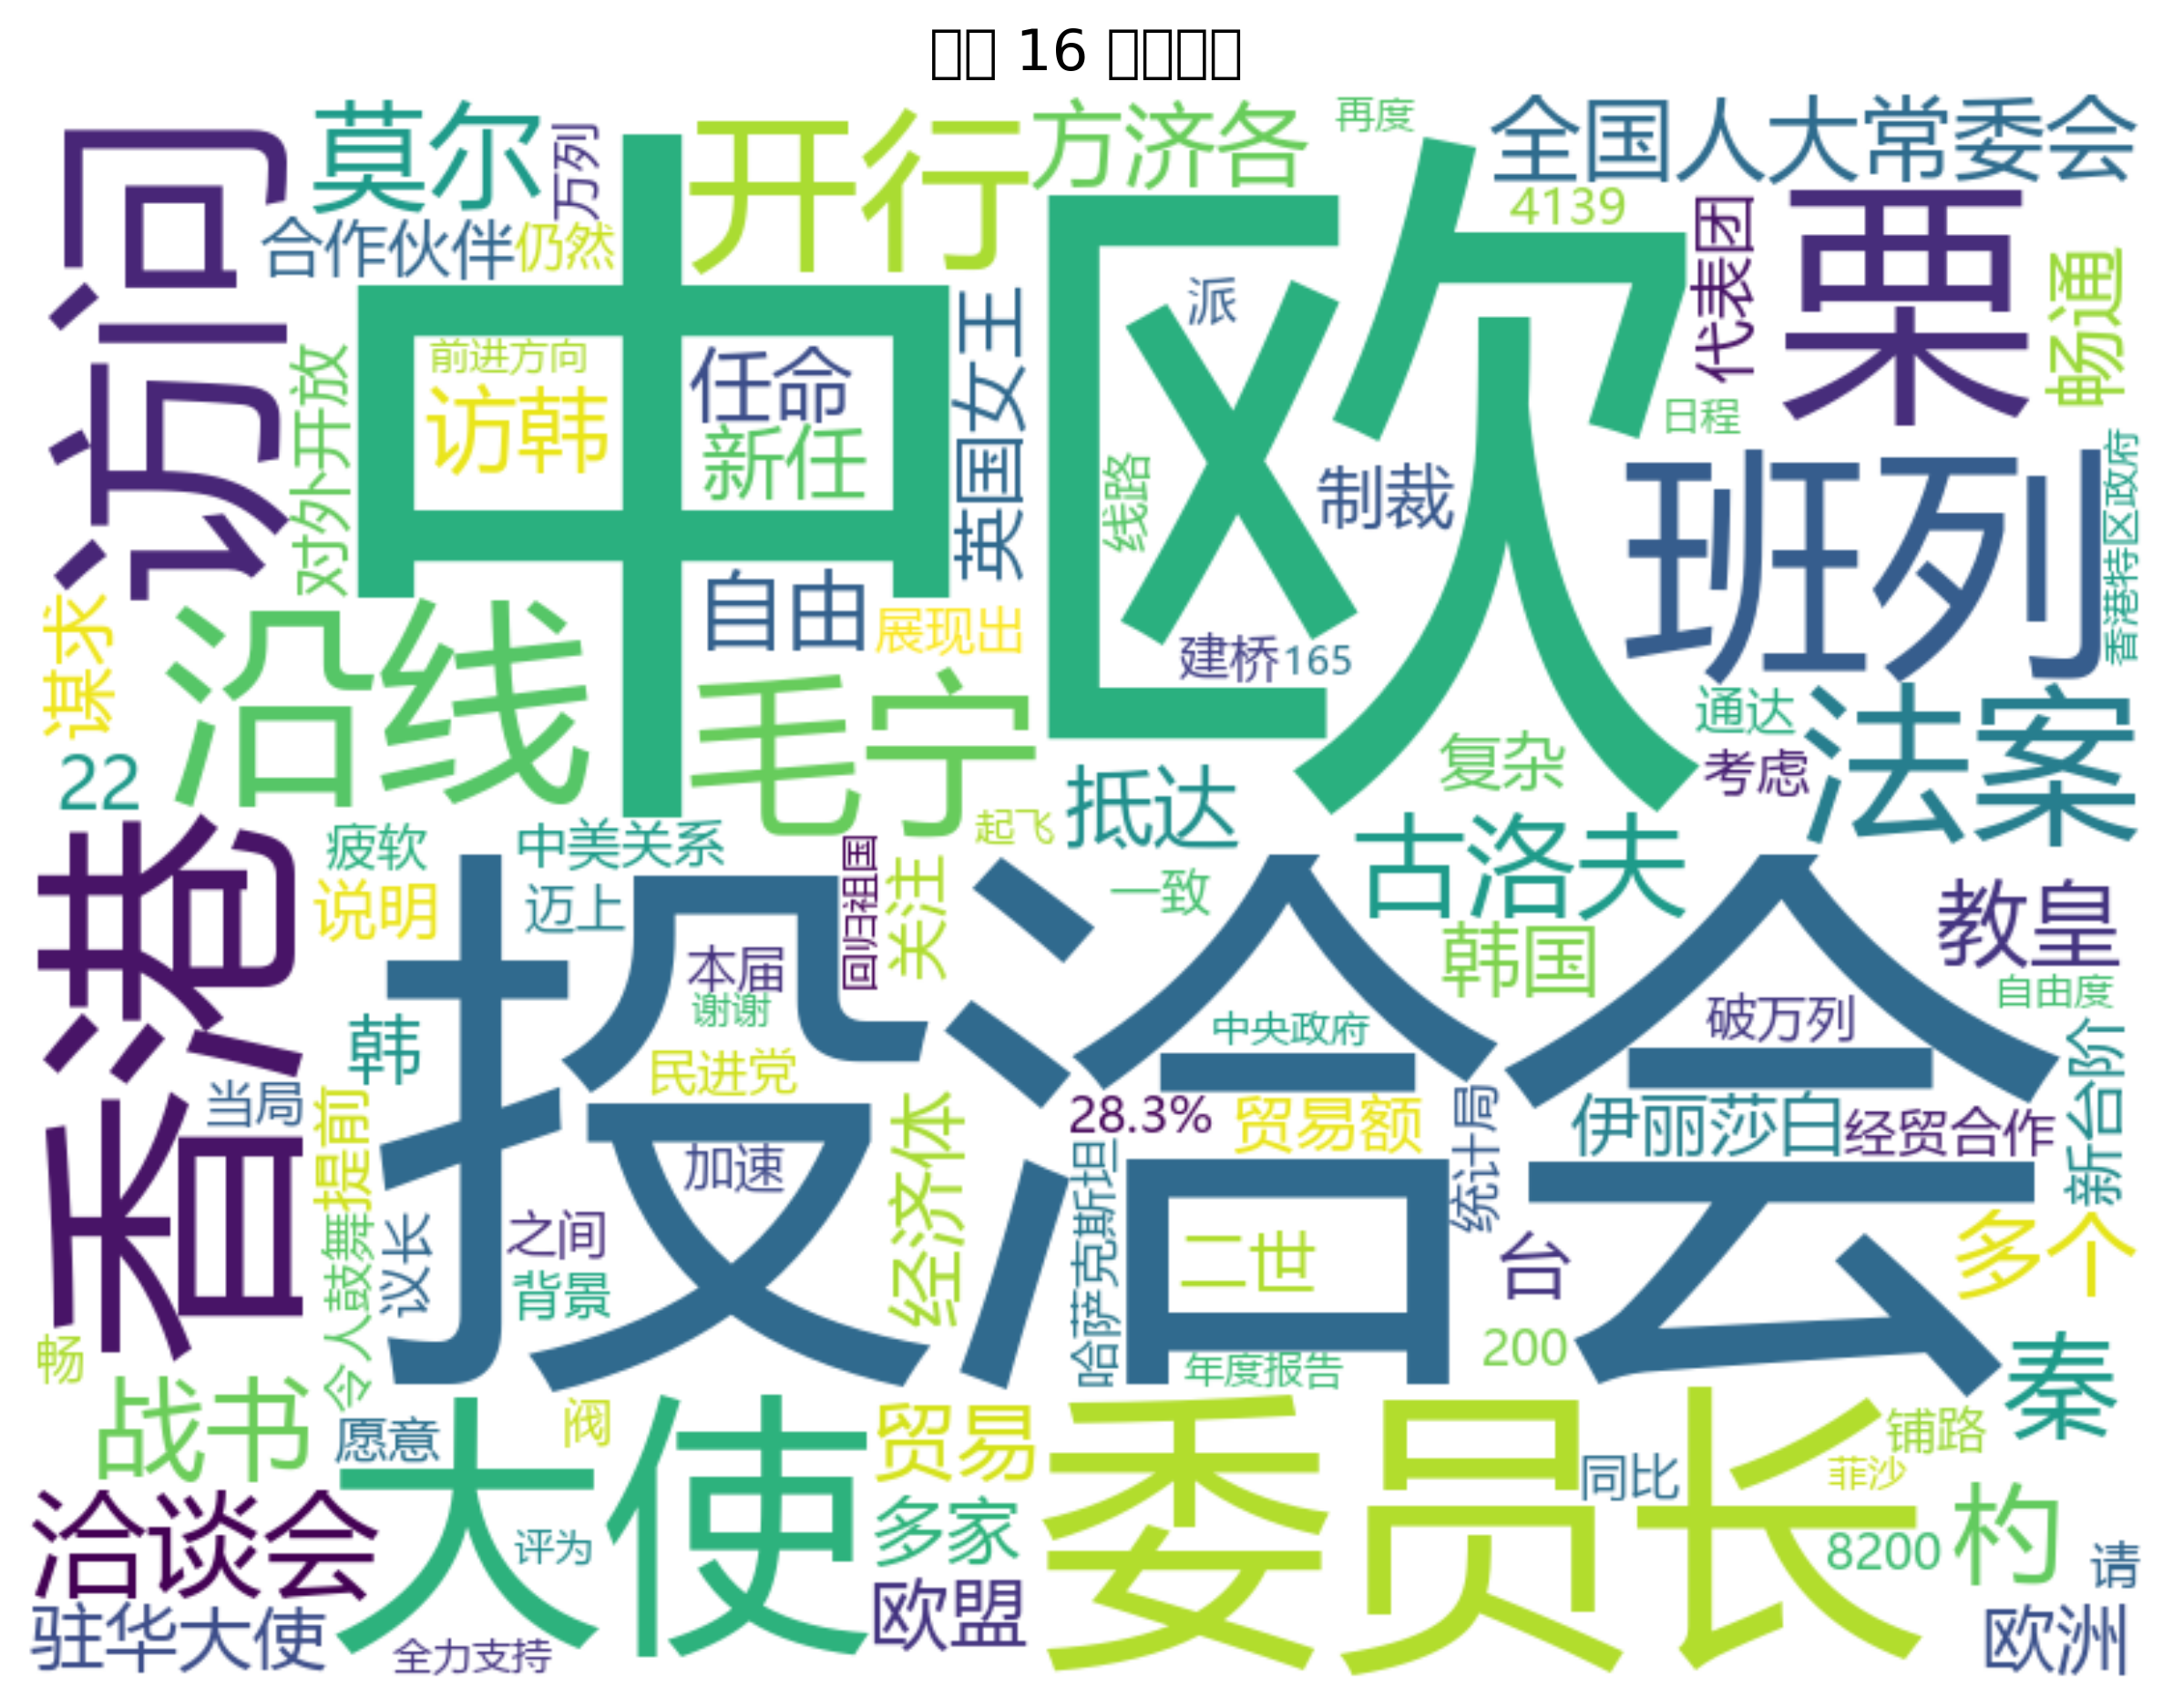 16
莫尔
万列
开行
方济各
再度
全国人大常委会
4139
访问
合作伙伴
仍然
中欧
派
代表团
栗
畅通
对外开放
前进方向
访韩
任命
新任
英国女王
线路
制裁
日程
班列
香港特区政府
谋求
沿线
自由
展现出
建桥
165
22
毛宁
通达
法案
抵达
复杂
考虑
起飞
香港
疲软
中美关系
回归祖国
关注
古洛夫
说明
迈上
投洽会
一致
韩国
教皇
本届
谢谢
中央政府
破万列
自由度
韩
民进党
新台阶
当局
提前
28.3%
贸易额
统计局
伊丽莎白
经贸合作
加速
经济体
哈萨克斯坦
令人鼓舞
议长
之间
背景
二世
台
多个
畅
年度报告
200
秦
战书
愿意
阀
大使
贸易
委员长
铺路
同比
菲沙
洽谈会
评为
多家
8200
杓
请
驻华大使
全力支持
欧盟
欧洲